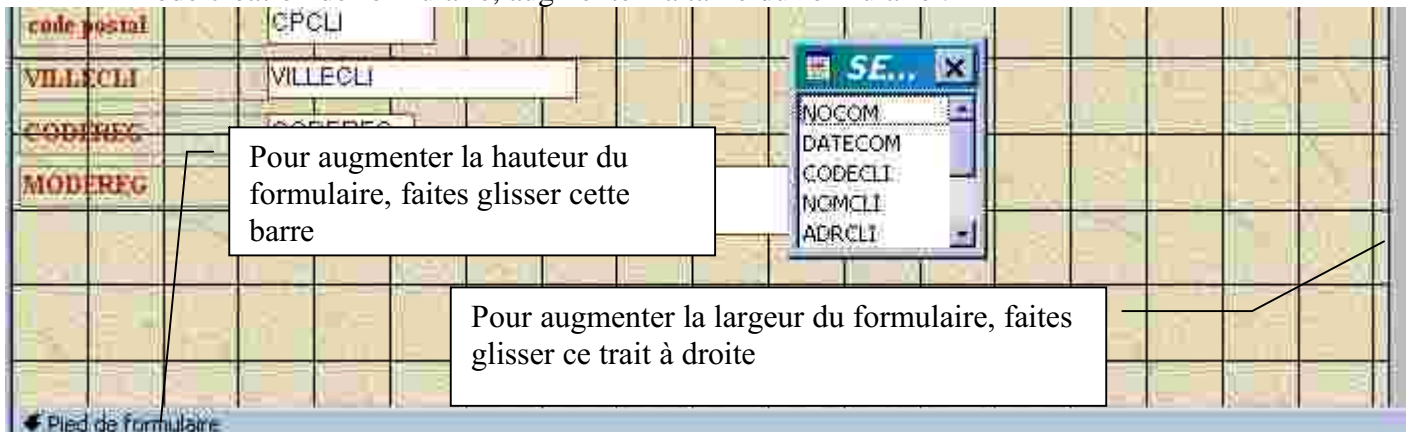 code postal CPCLI
VILLECLI VILLECLI
SE...
CODEREG CODEREG
MODEREG
NOCOM
DATECOM
CODECLI
NOMCLI
ADRCLI
Pour augmenter la hauteur du
formulaire, faites glisser cette
barre
Pour augmenter la largeur du formulaire, faites
glisser ce trait à droite
Pied de formulaire